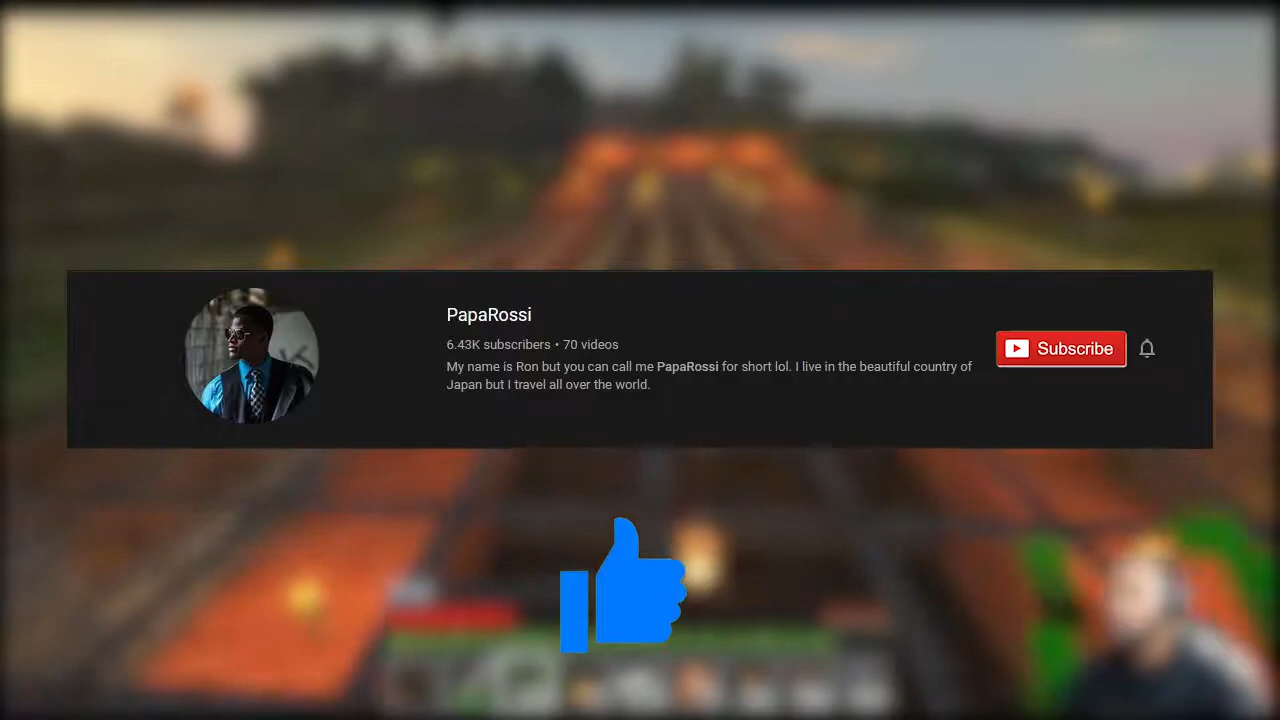 PapaRossi
6.43K subscribers • 70 videos
My name is Ron but you can call me PapaRossi for short lol. I live in the beautiful country of
Japan but I travel all over the world.
Subscribe